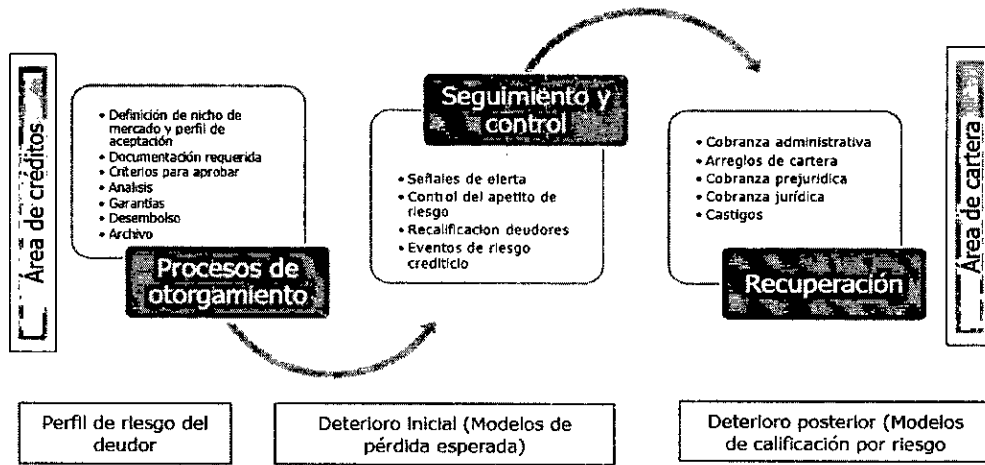 Área de créditos
• Definición de nicho de
mercado y perfil de
aceptación
• Documentación requerida
• Criterios para aprobar
• Analisis
• Garantías
• Desembolso
• Archivo
Procesos de
otorgamiento
Seguimiento y
control
• Señales de alerta
• Control del apetito de
riesgo
• Recalificacion deudores
• Eventos de riesgo
crediticio
• Cobranza administrativa
• Arreglos de cartera
• Cobranza prejurídica
• Cobranza jurídica
• Castigos
Recuperación
Área de cartera
Perfil de riesgo del
deudor
Deterioro inicial (Modelos de
pérdida esperada)
Deterioro posterior (Modelos
de calificación por riesgo